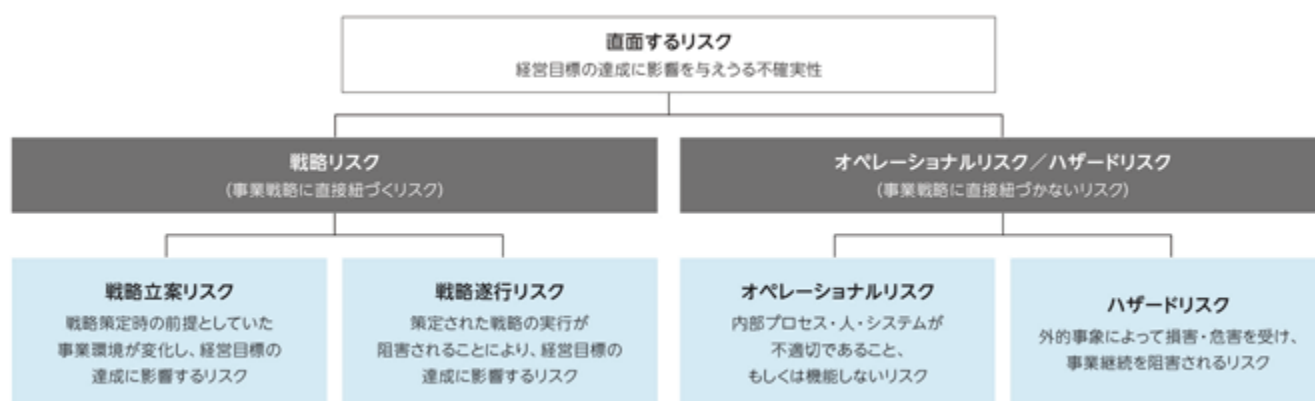 直面するリスク
経営目標の達成に影響を与えうる不確実性
戦略リスク
(事業戦略に直接紐づくリスク)
オペレーショナルリスク／ハザードリスク
(事業戦略に直接紐づかないリスク)
戦略立案リスク
戦略策定時の前提としていた
事業環境が変化し、経営目標の
達成に影響するリスク
戦略遂行リスク
策定された戦略の実行が
阻害されることにより、経営目標の
達成に影響するリスク
オペレーショナルリスク
内部プロセス・人・システムが
不適切であること、
もしくは機能しないリスク
ハザードリスク
外的事象によって損害・危害を受け、
事業継続を阻害されるリスク